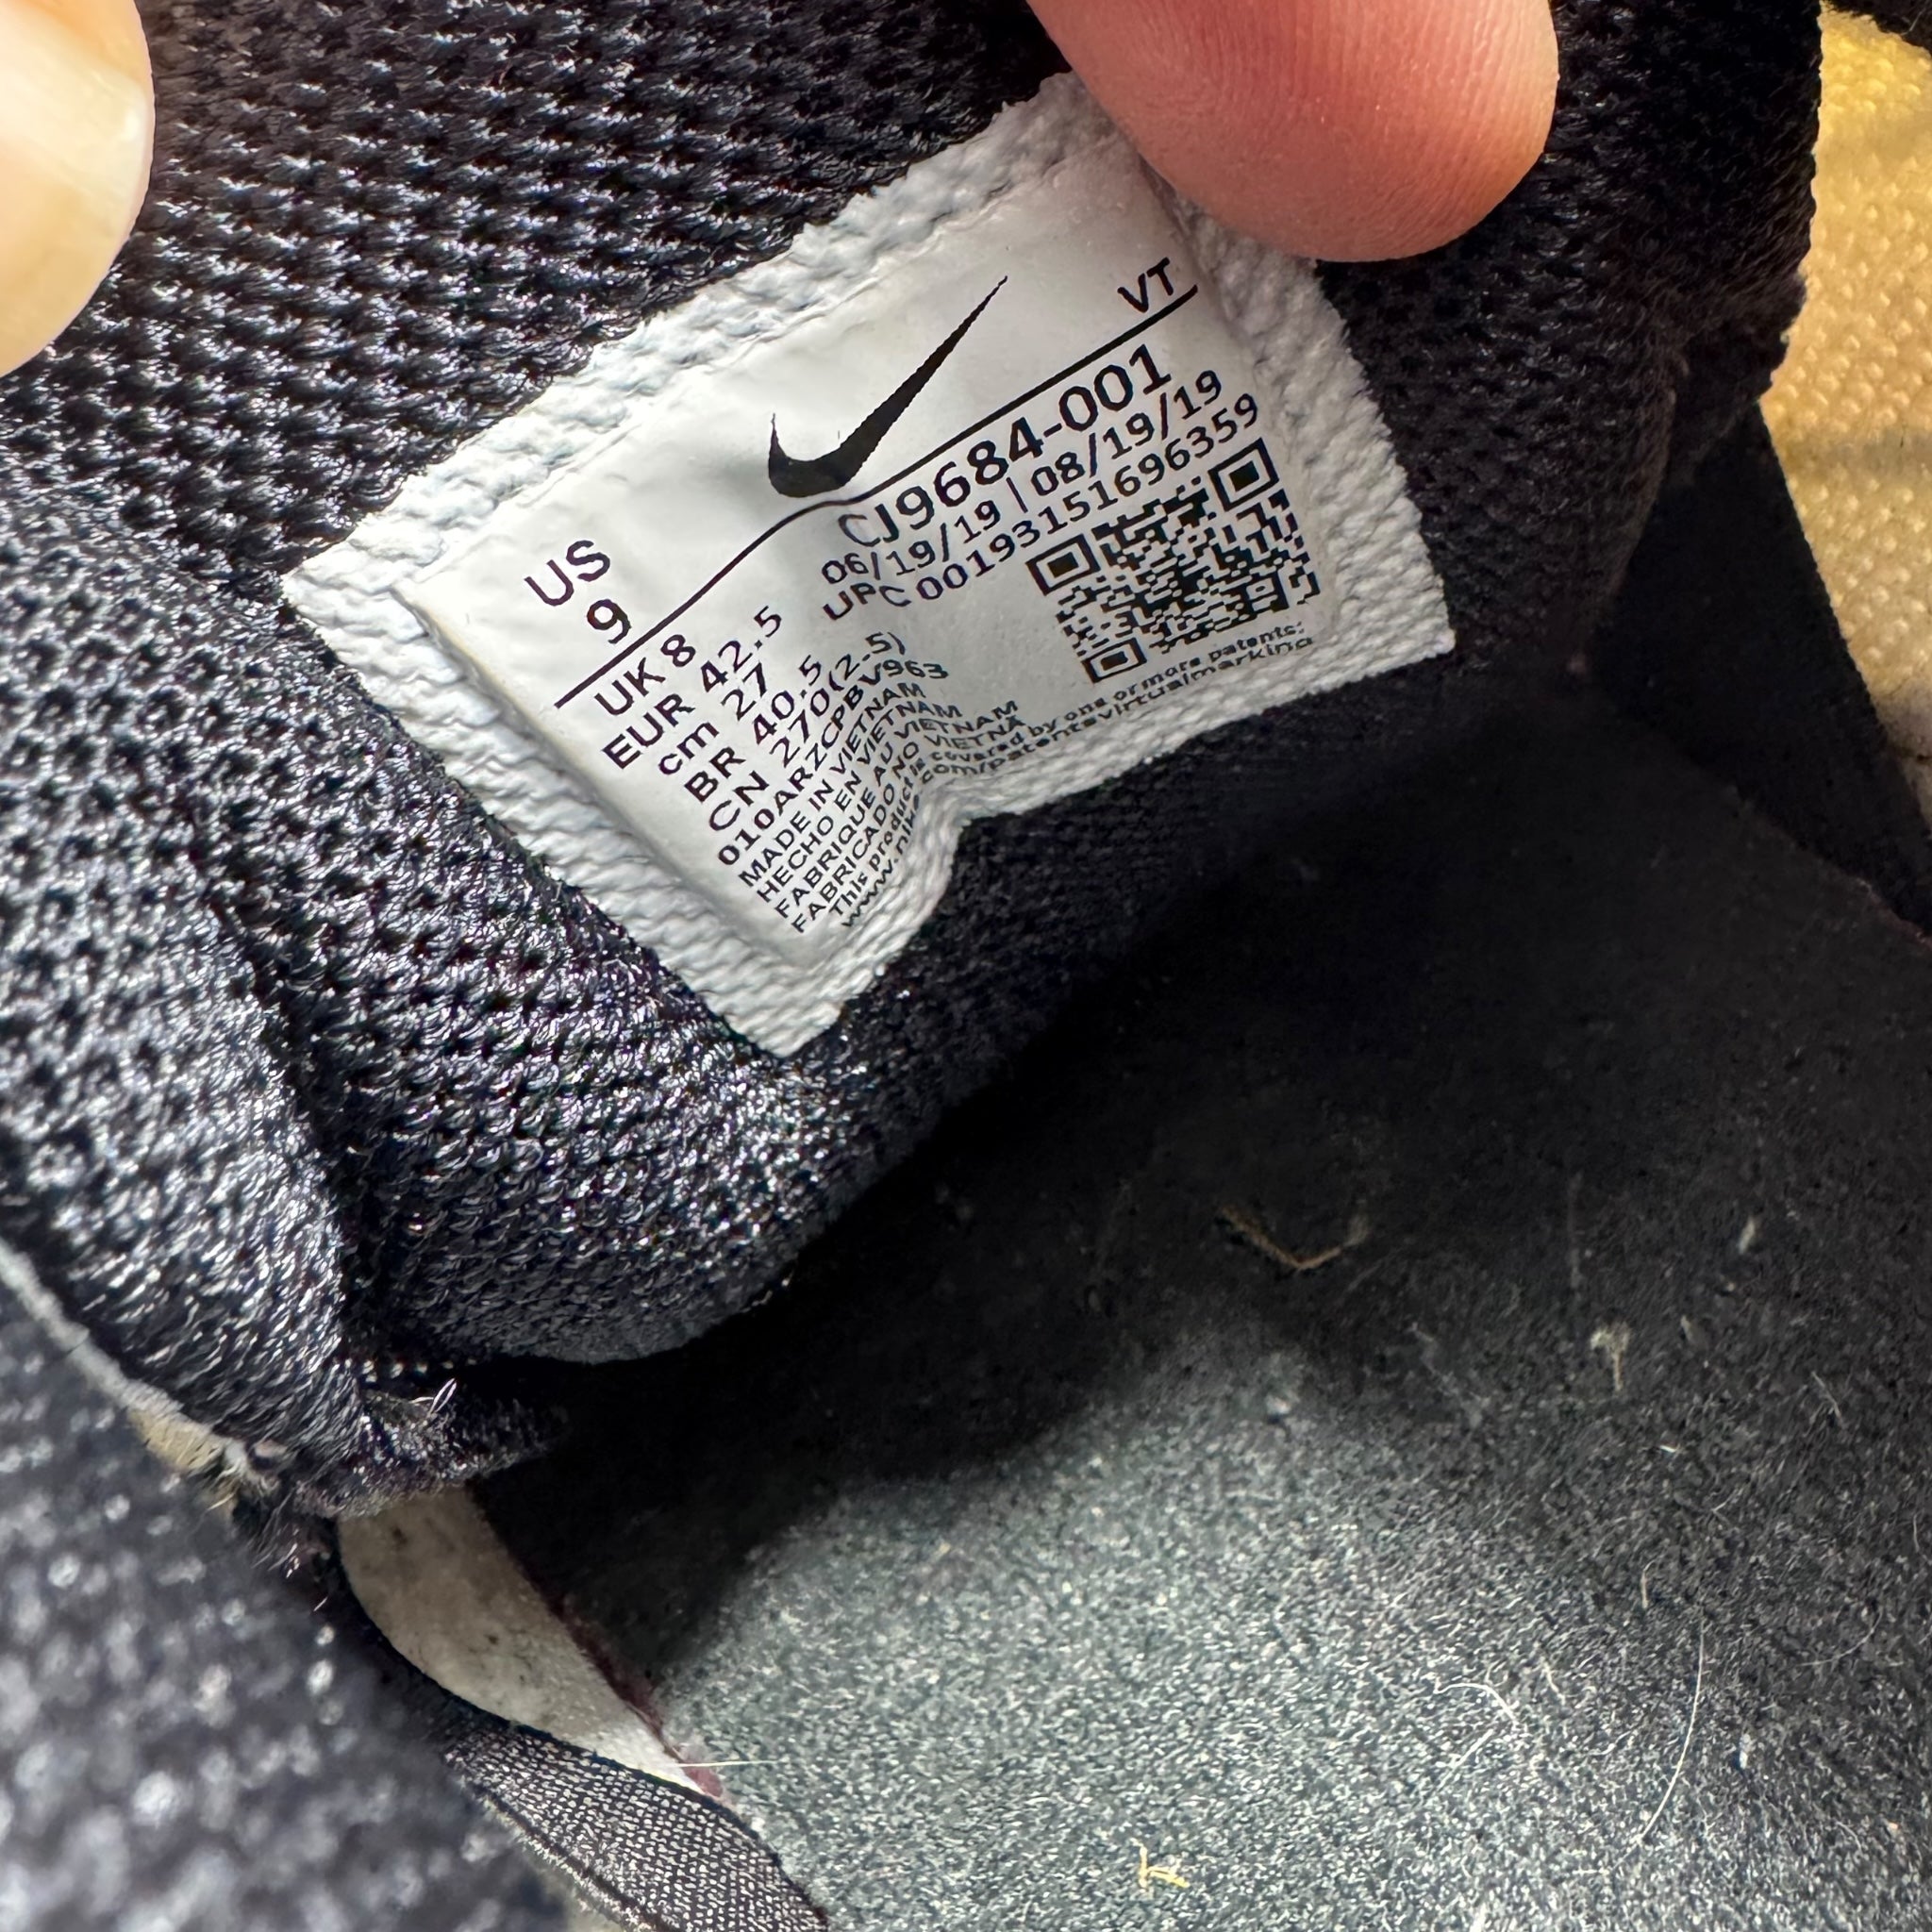 VT
US
9
CJ9684-001
06/19/19 | 08/19/19
UPC 00193151696359
UK 8
EUR 42.5
cm 27
BR 40.5
CN 270(2.5)
010ARZCPBV963
MADE IN VIETNAM
HECHO EN VIETNAM
FABRIQUE AU VIETNAM
FABRICADO NO VIETNÃ
This product is covered by one or more patents:
www.nike.com/patentsvirtualmarking